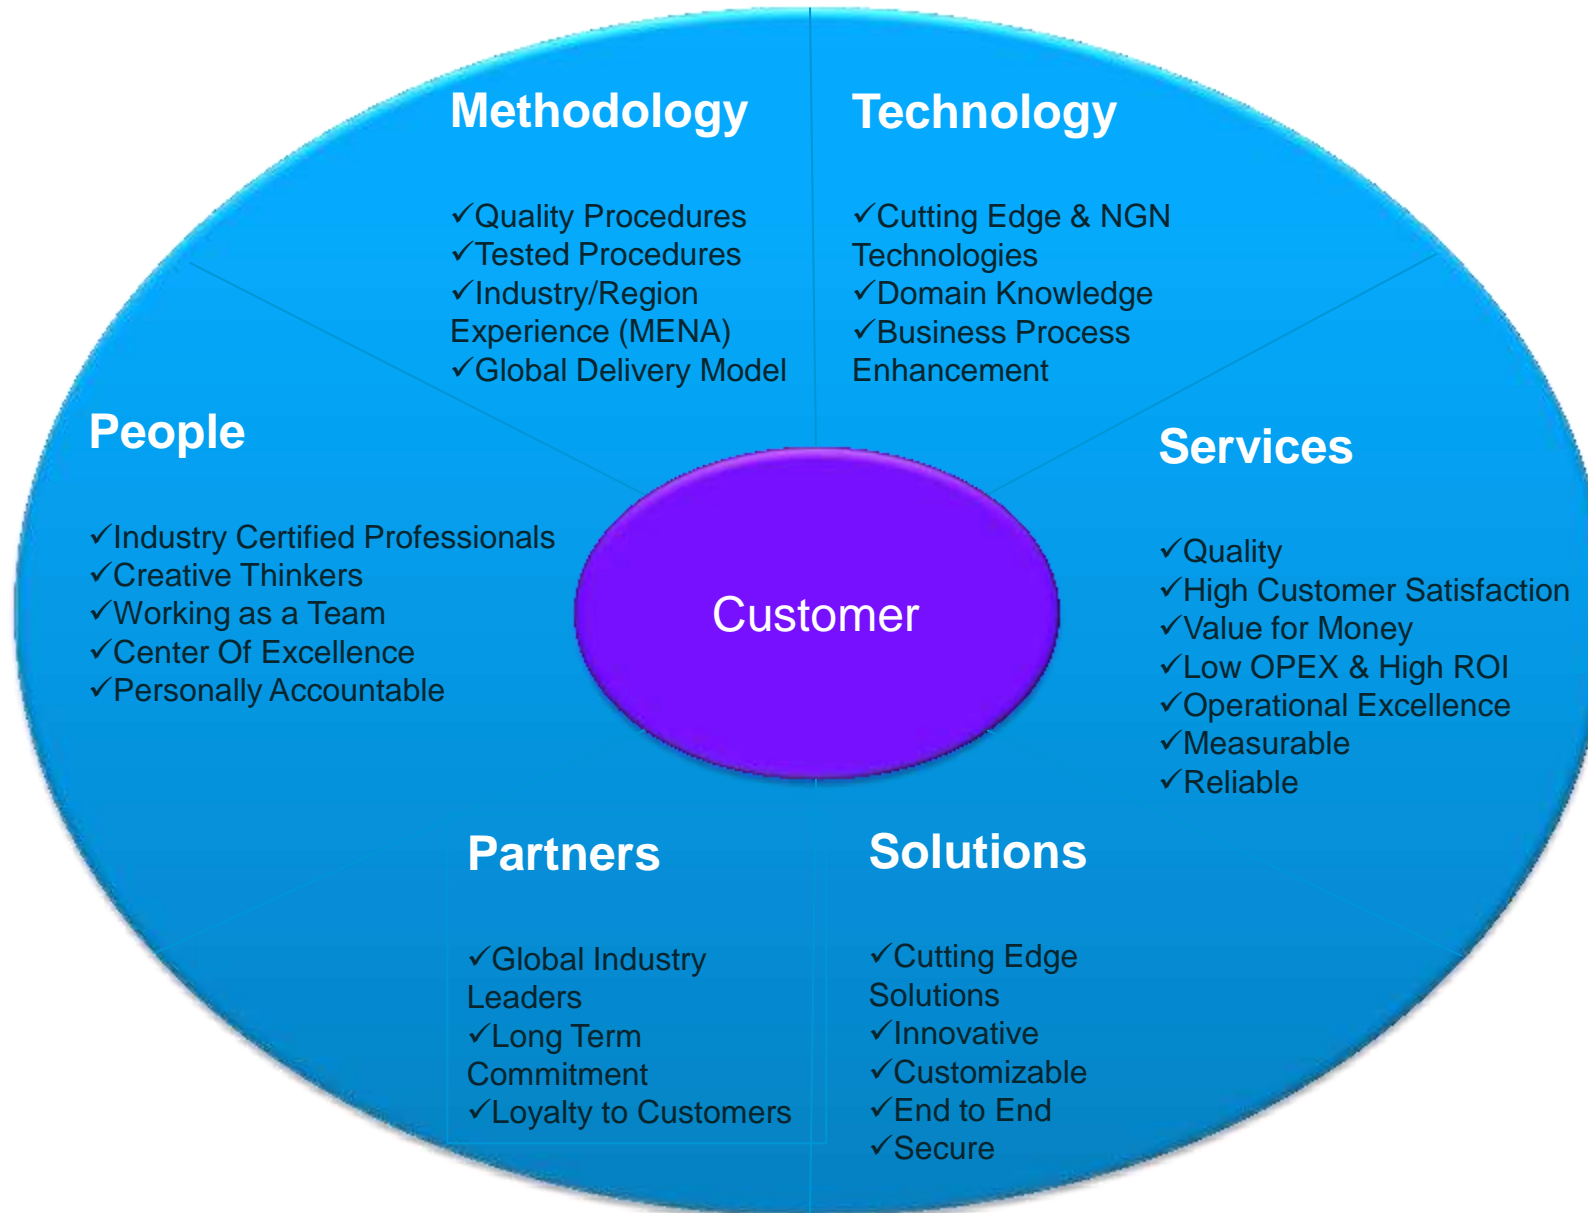 Methodology
✓Quality Procedures
✓Tested Procedures
✓Industry/Region
Experience (MENA)
✓Global Delivery Model
Technology
✓Cutting Edge & NGN
Technologies
✓Domain Knowledge
✓Business Process
Enhancement
People
✓Industry Certified Professionals
✓Creative Thinkers
✓Working as a Team
✓Center Of Excellence
✓Personally Accountable
Customer
Services
✓Quality
✓High Customer Satisfaction
✓Value for Money
✓Low OPEX & High ROI
✓Operational Excellence
✓Measurable
✓Reliable
Partners
✓Global Industry
Leaders
✓Long Term
Commitment
✓Loyalty to Customers
Solutions
✓Cutting Edge
Solutions
✓Innovative
✓Customizable
✓End to End
✓Secure